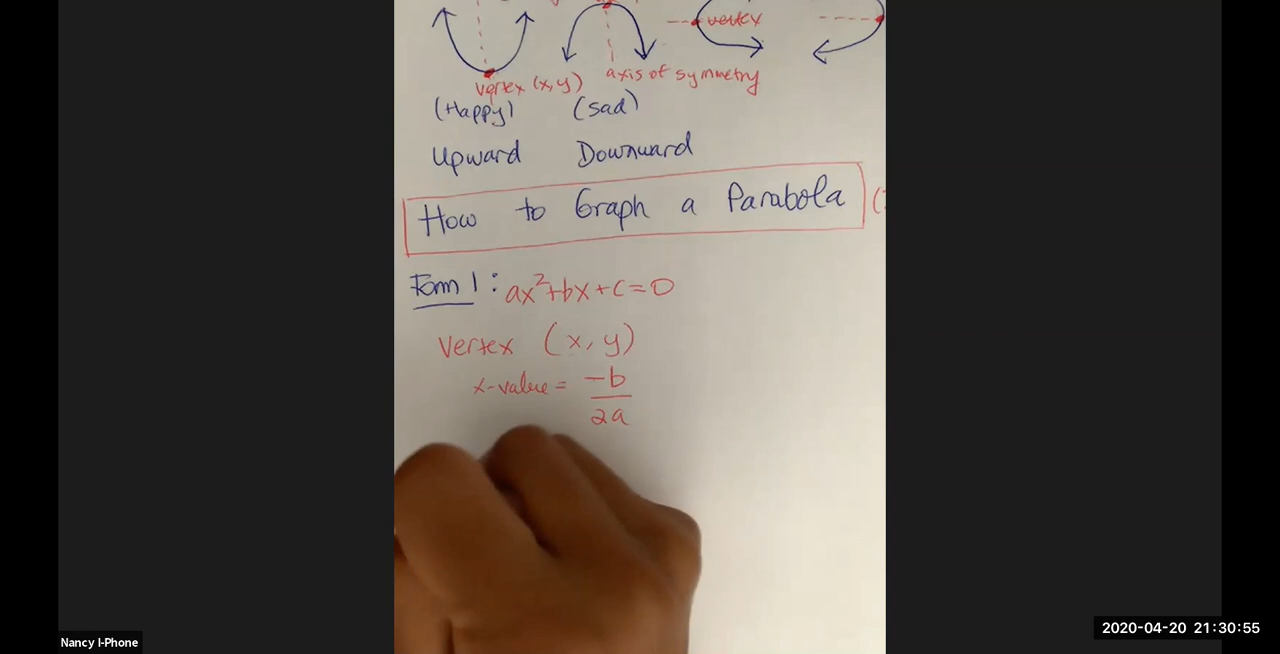 vertex
vertex (x,y) axis of symmetry
(Happy) (sad)
Upward Downward
How to Graph a Parabola (
Form 1: ax²+bx+c=0
Vertex (x, y)
x-value = -b
2a
Nancy I-Phone
2020-04-20 21:30:55